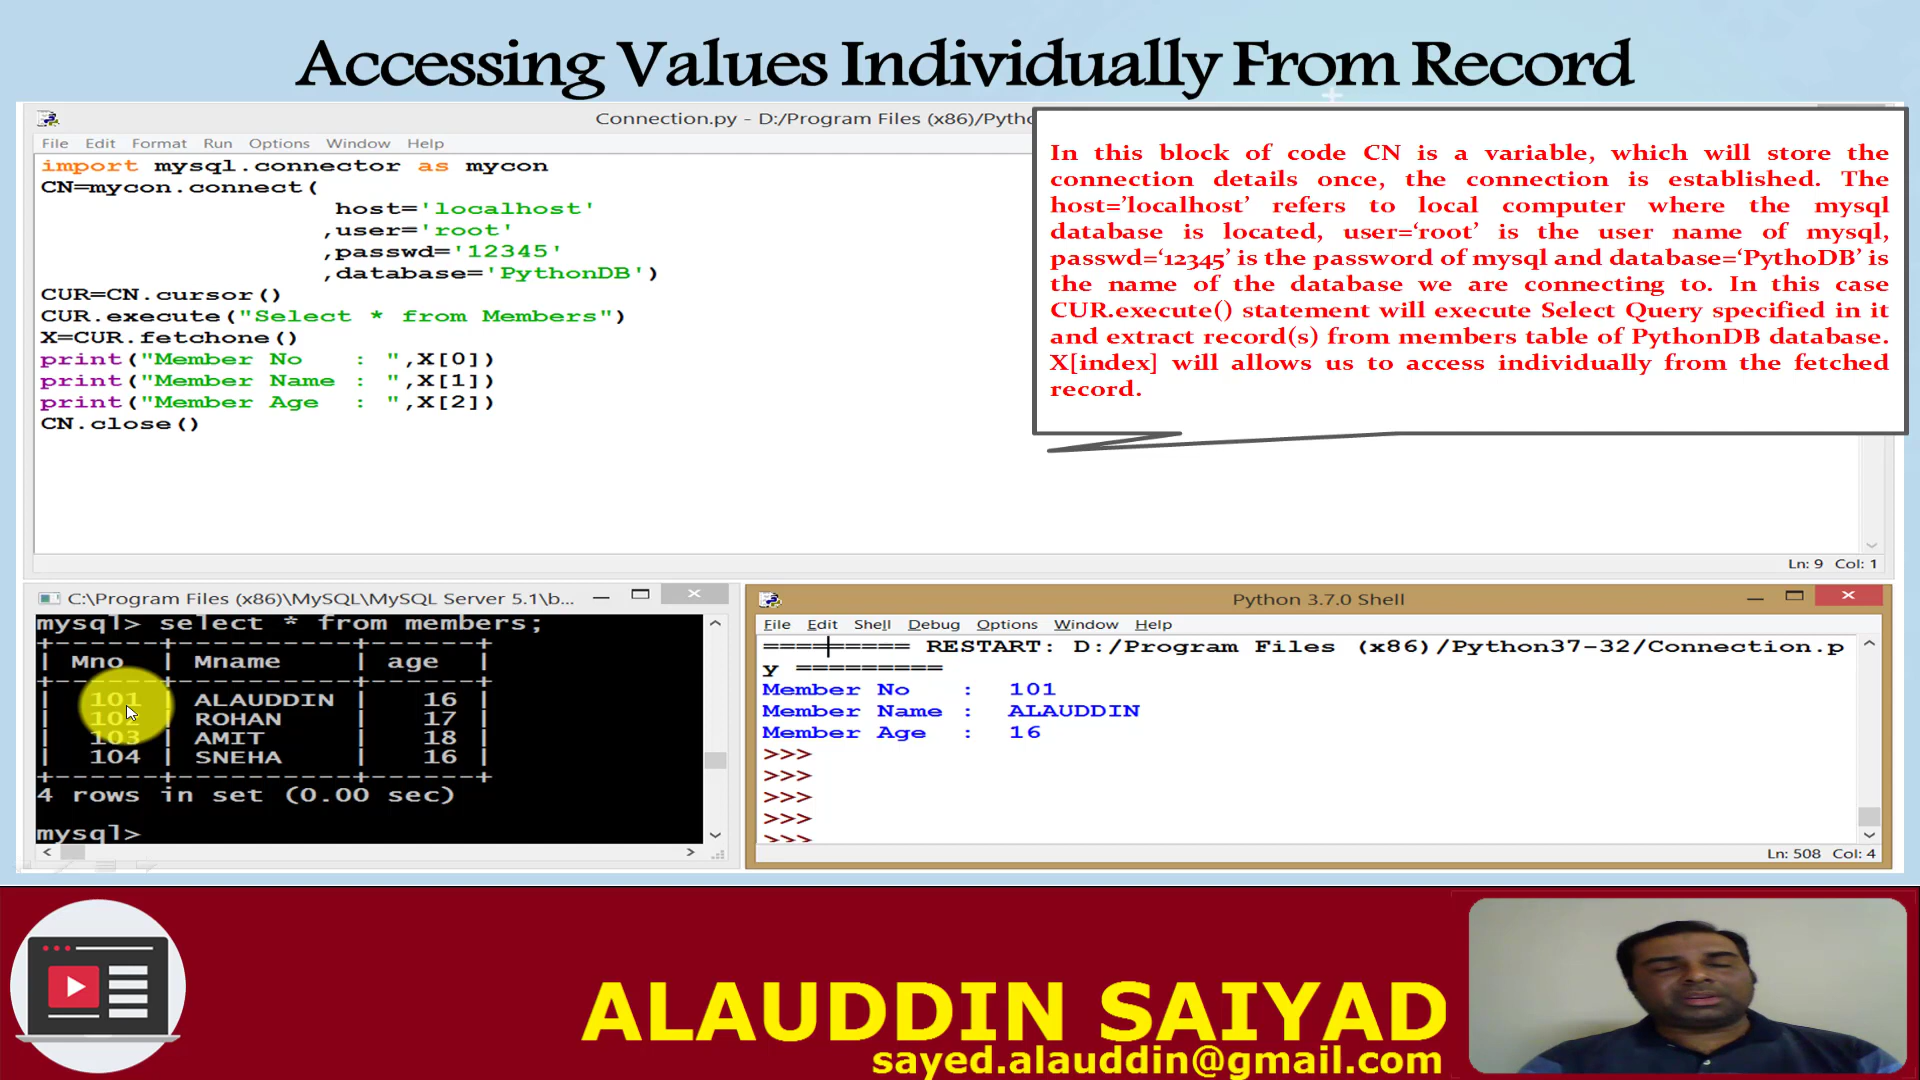 Accessing Values Individually From Record
Connection.py - D:/Program Files (x86)/Pytho
File Edit Format Run Options Window Help
import mysql.connector as mycon
CN=mycon.connect(
host='localhost'
,user='root'
,passwd='12345'
,database='PythonDB')
CUR=CN.cursor()
CUR.execute("Select * from Members")
X=CUR.fetchone()
print("Member No   : ",X[0])
print("Member Name : ",X[1])
print("Member Age  : ",X[2])
CN.close()
Ln: 9 Col: 1
In this block of code CN is a variable, which will store the
connection details once, the connection is established. The
host=’localhost’ refers to local computer where the mysql
database is located, user=‘root’ is the user name of mysql,
passwd=‘12345’ is the password of mysql and database=‘PythoDB’ is
the name of the database we are connecting to. In this case
CUR.execute() statement will execute Select Query specified in it
and extract record(s) from members table of PythonDB database.
X[index] will allows us to access individually from the fetched
record.
C:\Program Files (x86)\MySQL\MySQL Server 5.1\b...
mysql> select * from members;
| Mno | Mname | age |
| 101 | ALAUDDIN | 16 |
| 102 | ROHAN | 17 |
| 103 | AMIT | 18 |
| 104 | SNEHA | 16 |
4 rows in set (0.00 sec)
mysql>
Python 3.7.0 Shell
File Edit Shell Debug Options Window Help
========= RESTART: D:/Program Files (x86)/Python37-32/Connection.p
y =========
Member No   :  101
Member Name :  ALAUDDIN
Member Age  :  16
>>>
>>>
>>>
>>>
>>>
Ln: 508 Col: 4
ALAUDDIN SAIYAD
sayed.alauddin@gmail.com